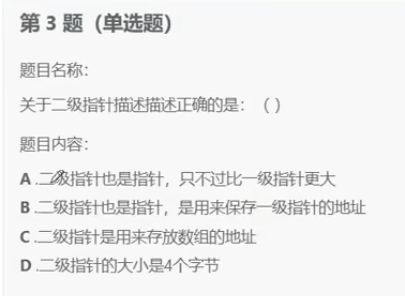 第 3 题（单选题）
题目名称：
关于二级指针描述描述正确的是：（ ）
题目内容：
A .二级指针也是指针，只不过比一级指针更大
B .二级指针也是指针，是用来保存一级指针的地址
C .二级指针是用来存放数组的地址
D .二级指针的大小是4个字节